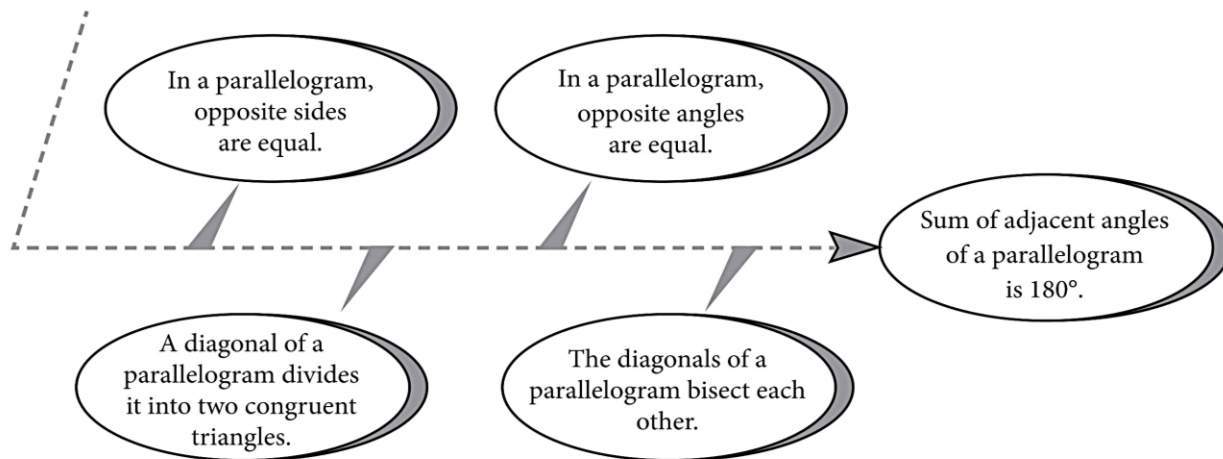 In a parallelogram,
opposite sides
are equal.
In a parallelogram,
opposite angles
are equal.
Sum of adjacent angles
of a parallelogram
is 180°.
A diagonal of a
parallelogram divides
it into two congruent
triangles.
The diagonals of a
parallelogram bisect each
other.